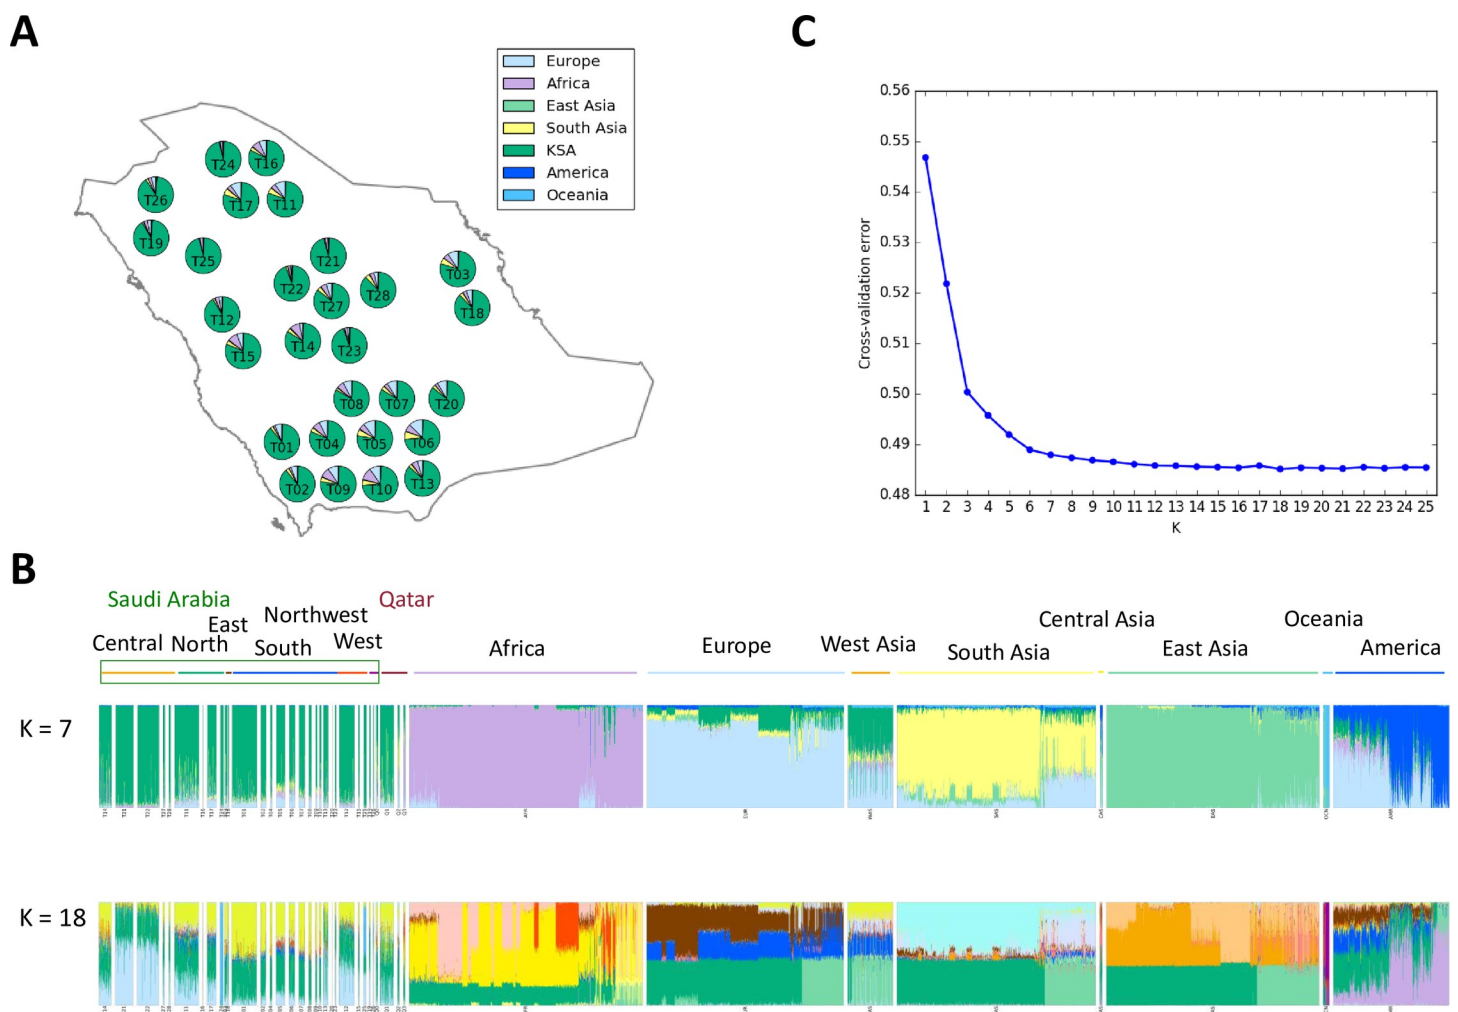 A
Europe
Africa
East Asia
South Asia
KSA
America
Oceania
T24
T16
T26
T17
T11
T19
T25
T21
T03
T22
T28
T27
T18
T12
T15
T14
T23
T08
T07
T20
T01
T04
T05
T06
T02
T09
T10
T13
C
0.56
0.55
0.54
0.53
0.52
0.51
0.50
0.49
0.48
Cross-validation error
1 2 3 4 5 6 7 8 9 10 11 12 13 14 15 16 17 18 19 20 21 22 23 24 25
K
B
Saudi Arabia
Qatar
Central North East South Northwest West
Africa
Europe
West Asia
South Asia
Central Asia
East Asia
Oceania
America
K = 7
K = 18